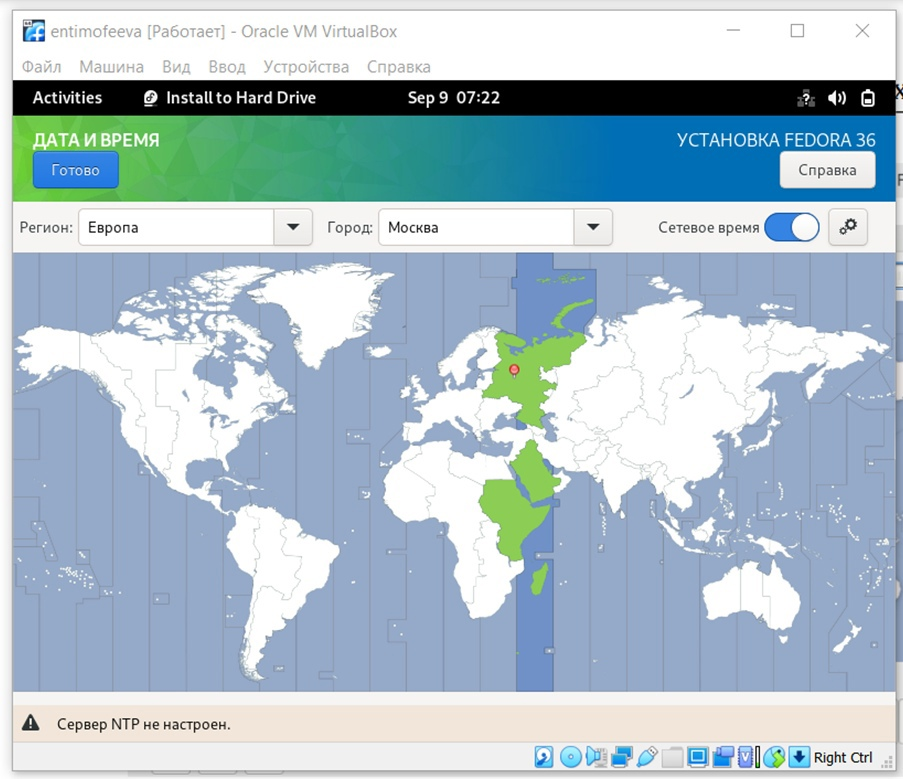 entimofeeva [Работает] - Oracle VM VirtualBox
Файл Машина Вид Ввод Устройства Справка
Activities Install to Hard Drive Sep 9 07:22
ДАТА И ВРЕМЯ УСТАНОВКА FEDORA 36
Готово Справка
Регион: Европа Город: Москва Сетевое время
Сервер NTP не настроен.
Right Ctrl